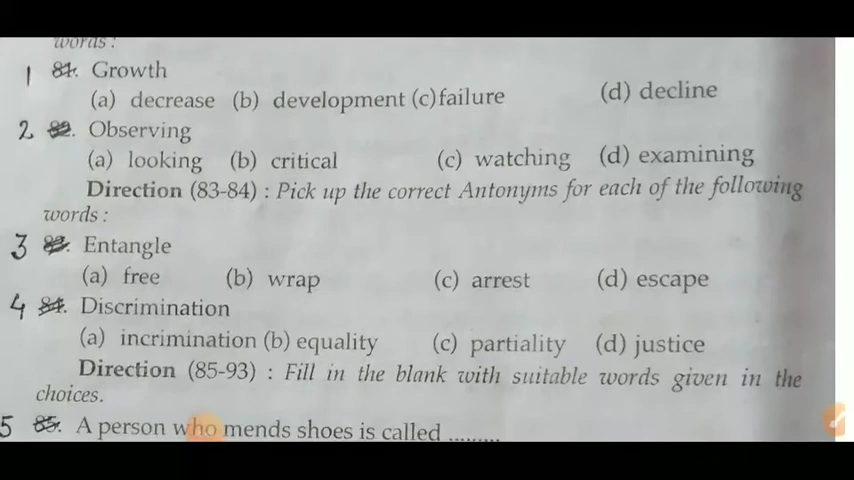 words :
1 81. Growth
(a) decrease (b) development (c) failure (d) decline
2 82. Observing
(a) looking (b) critical (c) watching (d) examining
Direction (83-84) : Pick up the correct Antonyms for each of the following
words :
3 83. Entangle
(a) free (b) wrap (c) arrest (d) escape
4 84. Discrimination
(a) incrimination (b) equality (c) partiality (d) justice
Direction (85-93) : Fill in the blank with suitable words given in the
choices.
5 85. A person who mends shoes is called .........